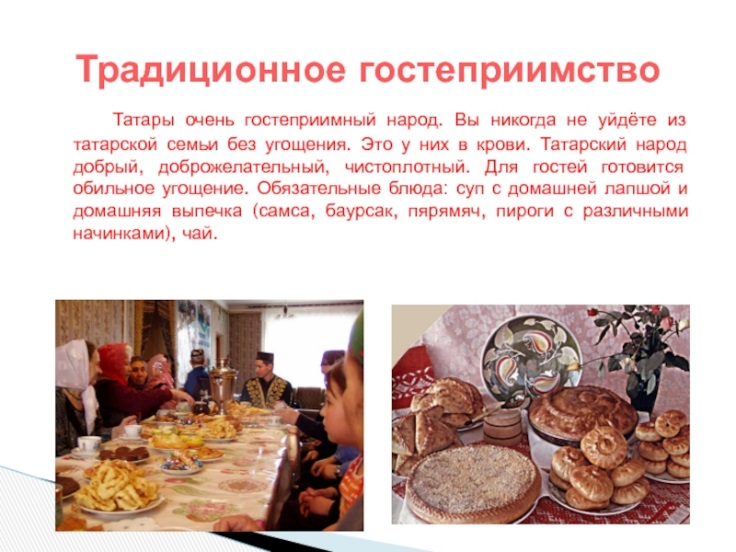 Традиционное гостеприимство
Татары очень гостеприимный народ. Вы никогда не уйдёте из
татарской семьи без угощения. Это у них в крови. Татарский народ
добрый, доброжелательный, чистоплотный. Для гостей готовится
обильное угощение. Обязательные блюда: суп с домашней лапшой и
домашняя выпечка (самса, баурсак, пярямяч, пироги с различными
начинками), чай.